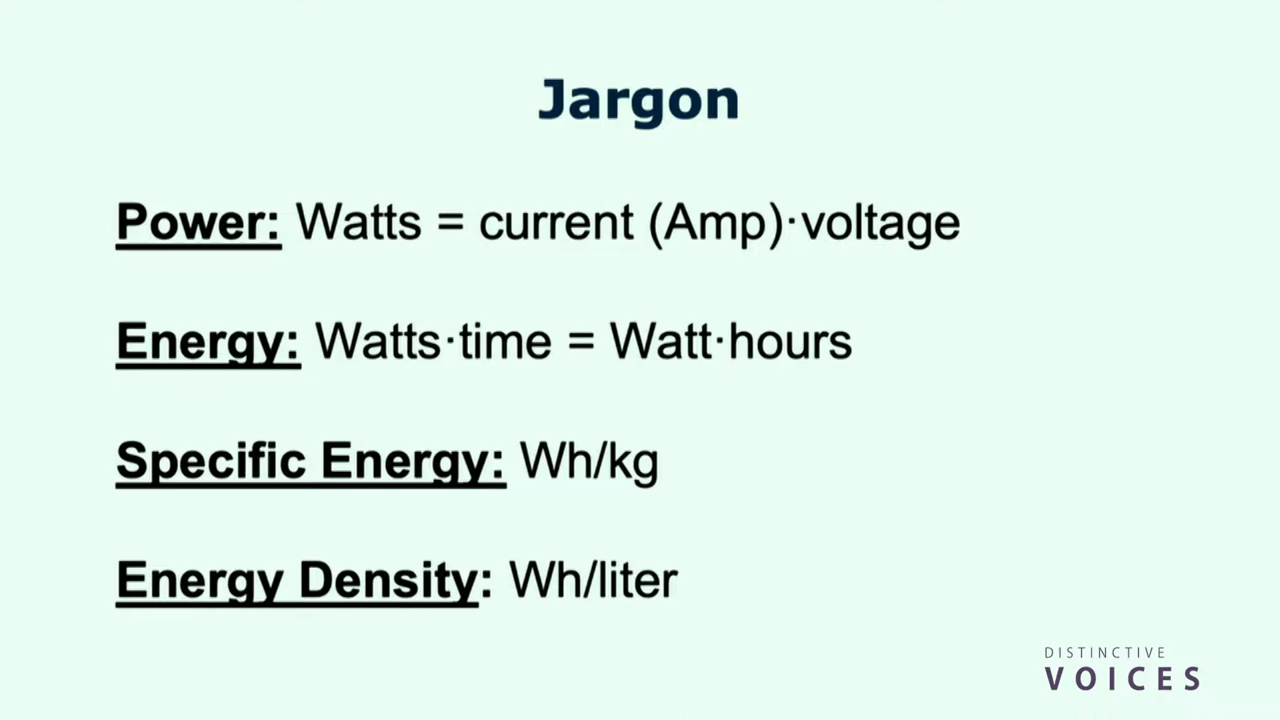 Jargon
Power: Watts = current (Amp)·voltage
Energy: Watts·time = Watt·hours
Specific Energy: Wh/kg
Energy Density: Wh/liter
DISTINCTIVE
VOICES